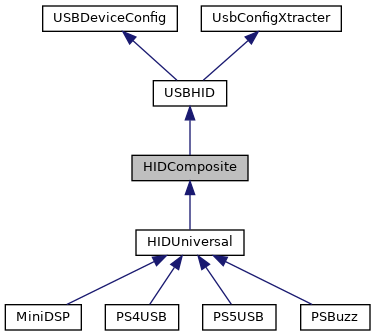 USBDeviceConfig
UsbConfigXtracter
USBHID
HIDComposite
HIDUniversal
MiniDSP
PS4USB
PS5USB
PSBuzz